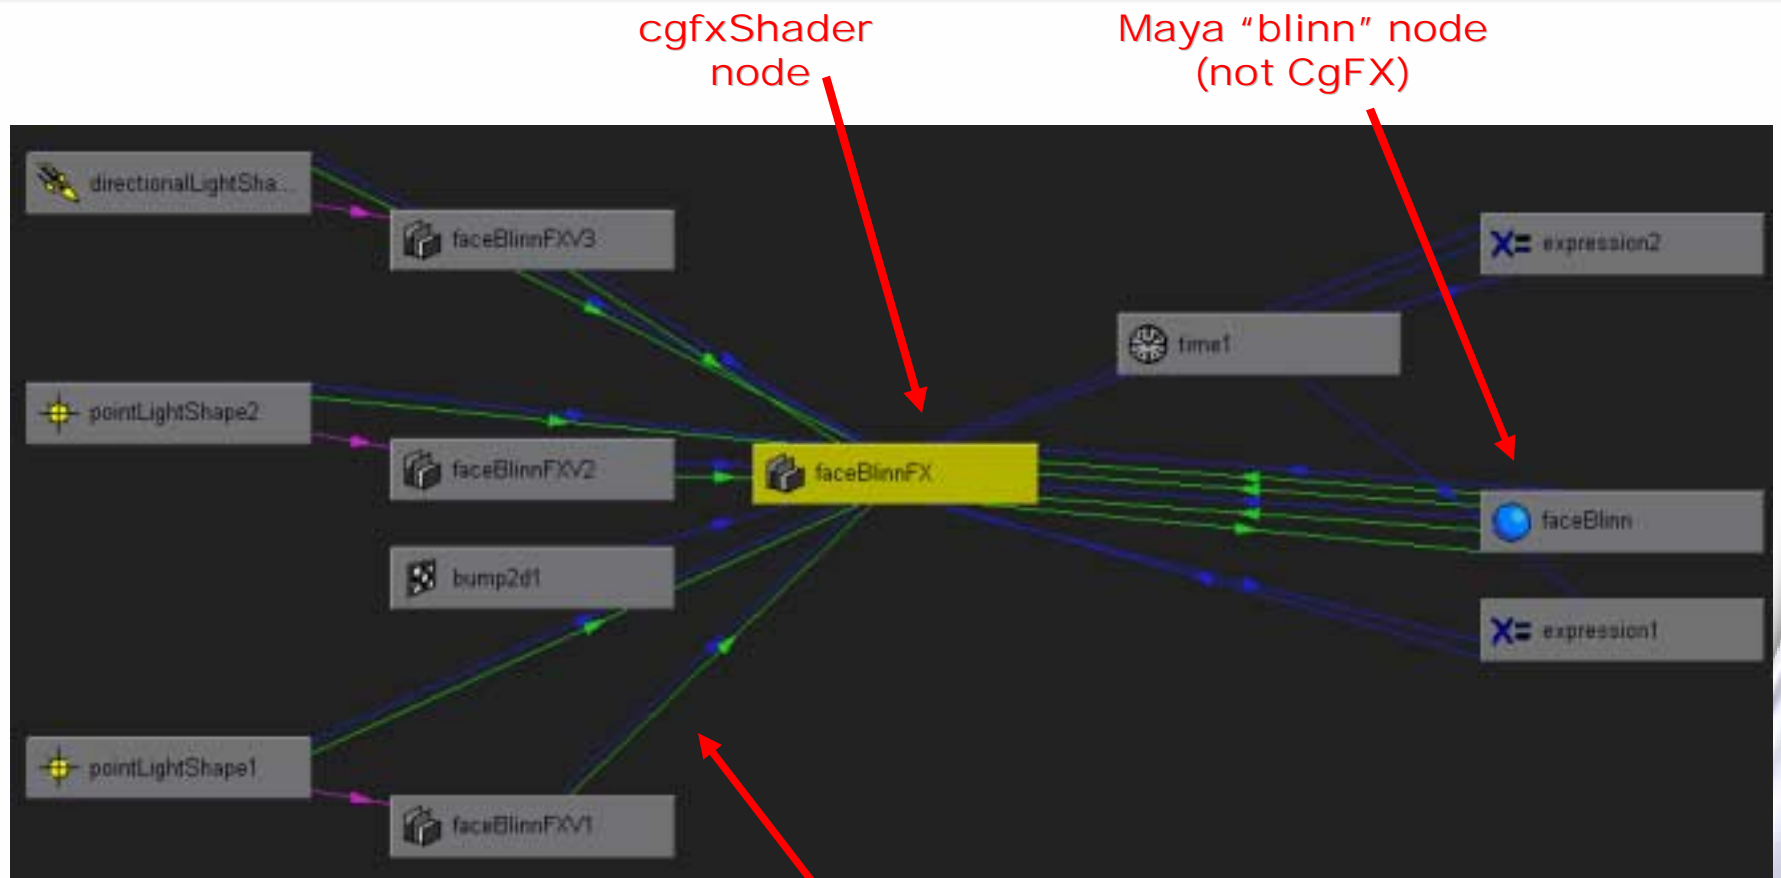 cgfxShader
node
Maya “blinn” node
(not CgFX)
directionalLightSha...
faceBlinnFXV3
expression2
time1
pointLightShape2
faceBlinnFXV2
faceBlinnFX
faceBlinn
bump2d1
expression1
pointLightShape1
faceBlinnFXV1